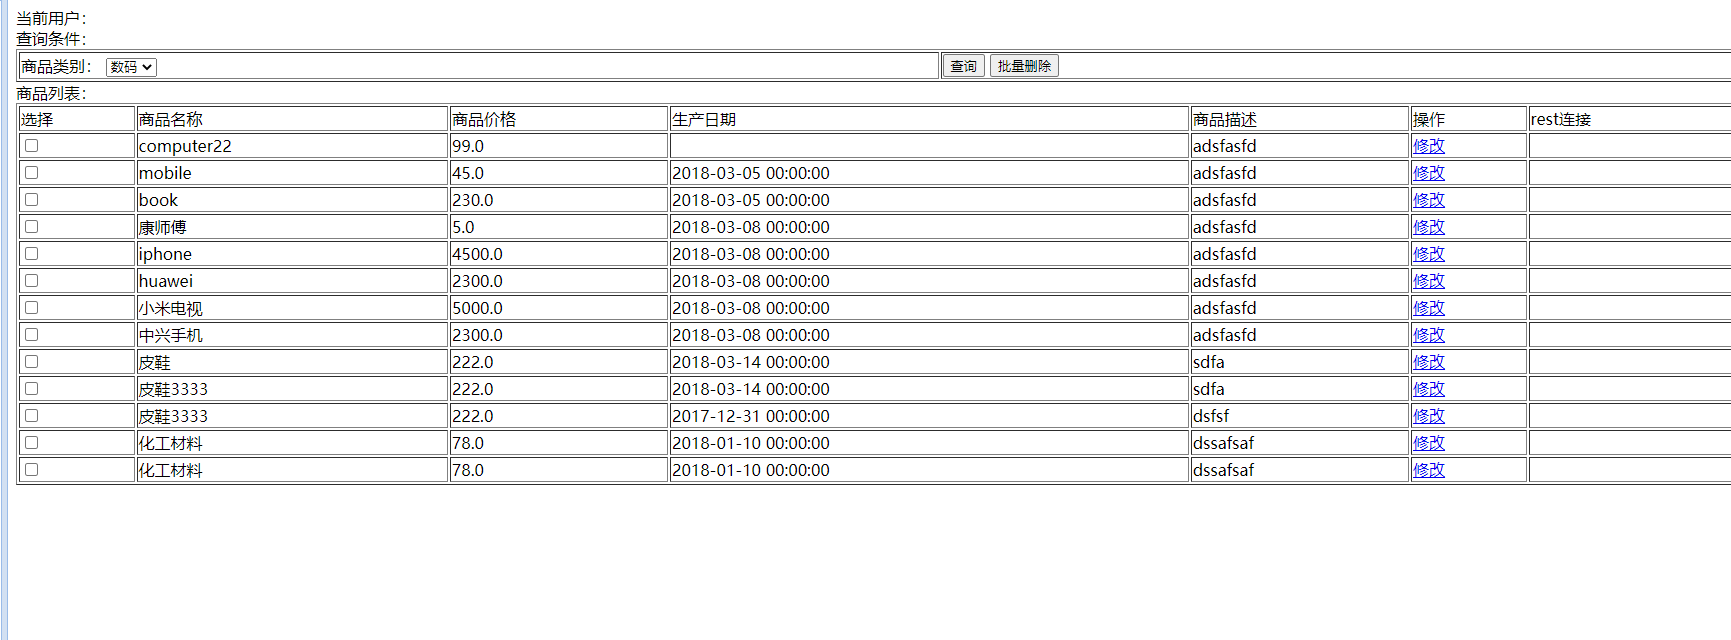 当前用户：
查询条件：
商品类别： 数码 查询 批量删除
商品列表：
选择 商品名称 商品价格 生产日期 商品描述 操作 rest连接
computer22 99.0 adsfasfd 修改
mobile 45.0 2018-03-05 00:00:00 adsfasfd 修改
book 230.0 2018-03-05 00:00:00 adsfasfd 修改
康师傅 5.0 2018-03-08 00:00:00 adsfasfd 修改
iphone 4500.0 2018-03-08 00:00:00 adsfasfd 修改
huawei 2300.0 2018-03-08 00:00:00 adsfasfd 修改
小米电视 5000.0 2018-03-08 00:00:00 adsfasfd 修改
中兴手机 2300.0 2018-03-08 00:00:00 adsfasfd 修改
皮鞋 222.0 2018-03-14 00:00:00 sdfa 修改
皮鞋3333 222.0 2018-03-14 00:00:00 sdfa 修改
皮鞋3333 222.0 2017-12-31 00:00:00 dsfsf 修改
化工材料 78.0 2018-01-10 00:00:00 dssafsaf 修改
化工材料 78.0 2018-01-10 00:00:00 dssafsaf 修改